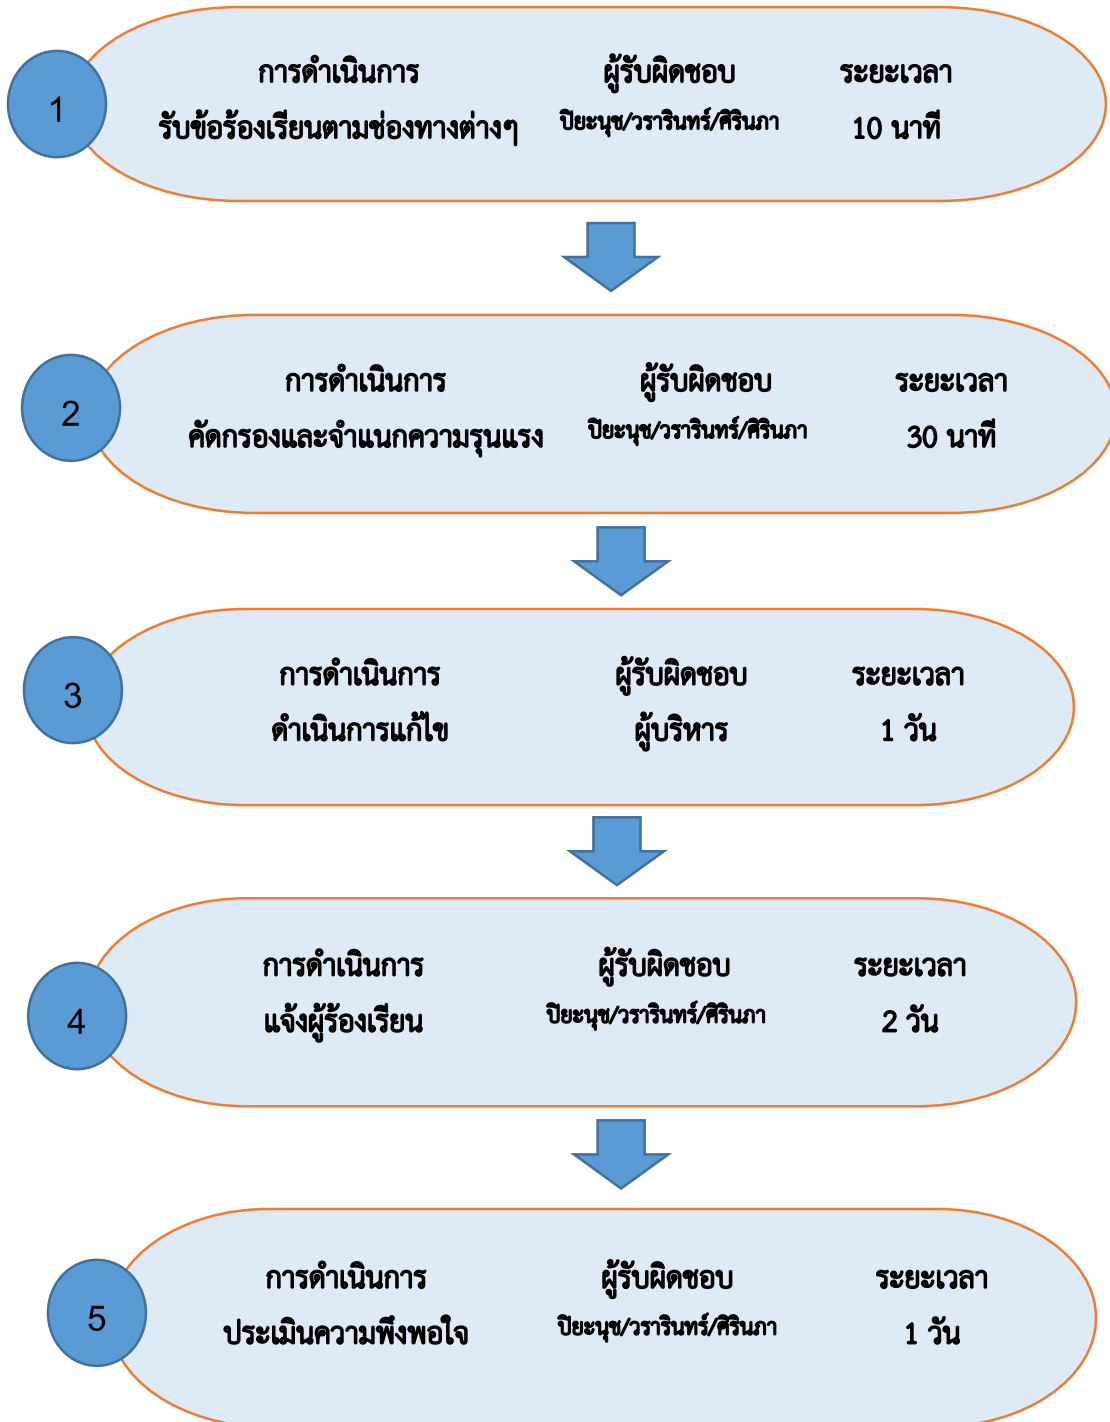 1
การดำเนินการ ผู้รับผิดชอบ ระยะเวลา
รับข้อร้องเรียนตามช่องทางต่างๆ ปิยะนุช/วรารินทร์/ศิรินภา 10 นาที
2
การดำเนินการ ผู้รับผิดชอบ ระยะเวลา
คัดกรองและจำแนกความรุนแรง ปิยะนุช/วรารินทร์/ศิรินภา 30 นาที
3
การดำเนินการ ผู้รับผิดชอบ ระยะเวลา
ดำเนินการแก้ไข ผู้บริหาร 1 วัน
4
การดำเนินการ ผู้รับผิดชอบ ระยะเวลา
แจ้งผู้ร้องเรียน ปิยะนุช/วรารินทร์/ศิรินภา 2 วัน
5
การดำเนินการ ผู้รับผิดชอบ ระยะเวลา
ประเมินความพึงพอใจ ปิยะนุช/วรารินทร์/ศิรินภา 1 วัน